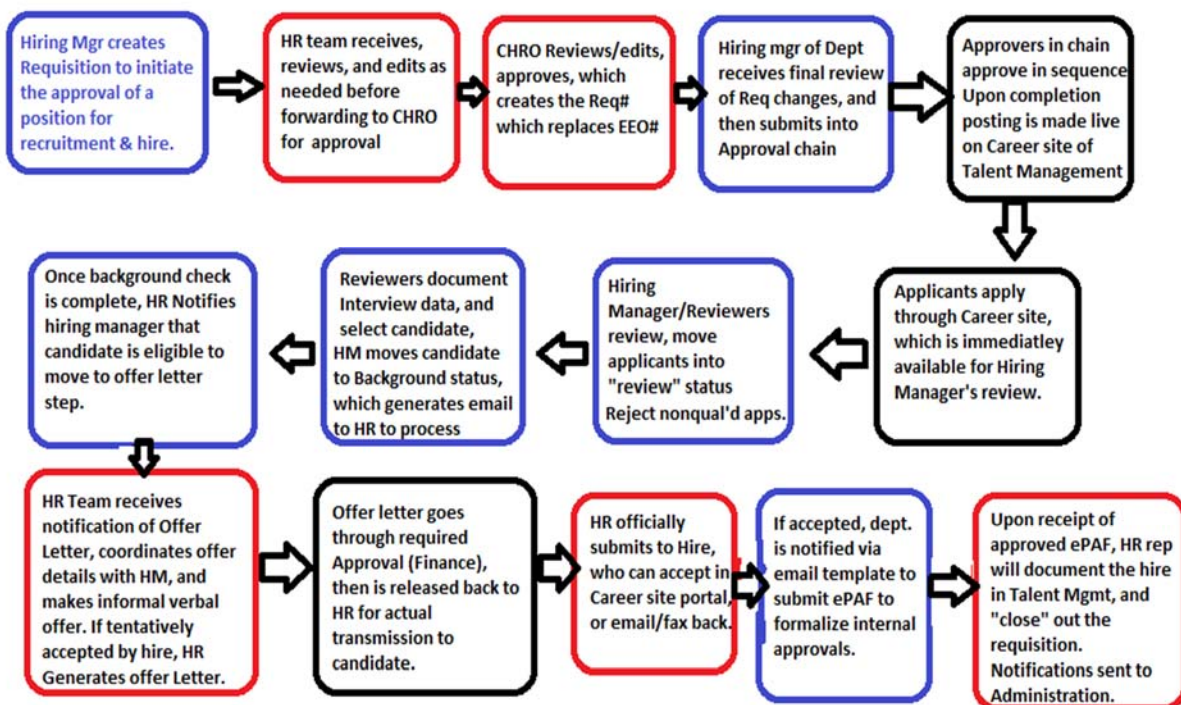 Hiring Mgr creates
Requisition to initiate
the approval of a
position for
recruitment & hire.
HR team receives,
reviews, and edits as
needed before
forwarding to CHRO
for approval
CHRO Reviews/edits,
approves, which
creates the Req#
which replaces EEO#
Hiring mgr of Dept
receives final review
of Req changes, and
then submits into
Approval chain
Approvers in chain
approve in sequence
Upon completion
posting is made live
on Career site of
Talent Management
Applicants apply
through Career site,
which is immediatley
available for Hiring
Manager's review.
Hiring
Manager/Reviewers
review, move
applicants into
"review" status
Reject nonqual'd apps.
Reviewers document
Interview data, and
select candidate,
HM moves candidate
to Background status,
which generates email
to HR to process
Once background check
is complete, HR Notifies
hiring manager that
candidate is eligible to
move to offer letter
step.
HR Team receives
notification of Offer
Letter, coordinates offer
details with HM, and
makes informal verbal
offer. If tentatively
accepted by hire, HR
Generates offer Letter.
Offer letter goes
through required
Approval (Finance),
then is released back to
HR for actual
transmission to
candidate.
HR officially
submits to Hire,
who can accept in
Career site portal,
or email/fax back.
If accepted, dept.
is notified via
email template to
submit ePAF to
formalize internal
approvals.
Upon receipt of
approved ePAF, HR rep
will document the hire
in Talent Mgmt, and
"close" out the
requisition.
Notifications sent to
Administration.